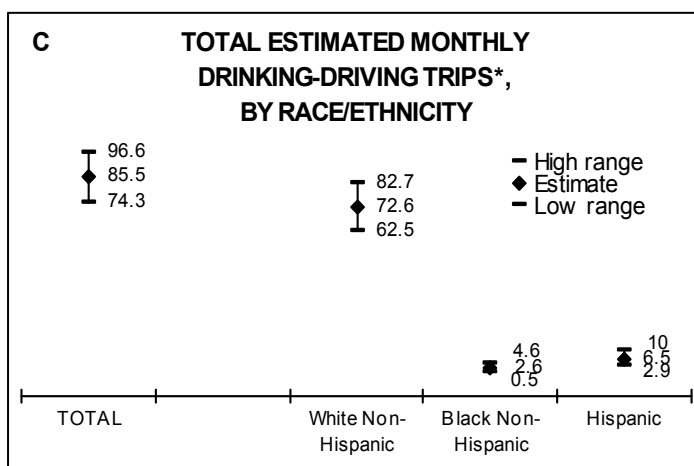 C
TOTAL ESTIMATED MONTHLY
DRINKING-DRIVING TRIPS*,
BY RACE/ETHNICITY
High range
Estimate
Low range
96.6
85.5
74.3
82.7
72.6
62.5
4.6
2.6
0.5
10
6.5
2.9
TOTAL
White Non-
Hispanic
Black Non-
Hispanic
Hispanic